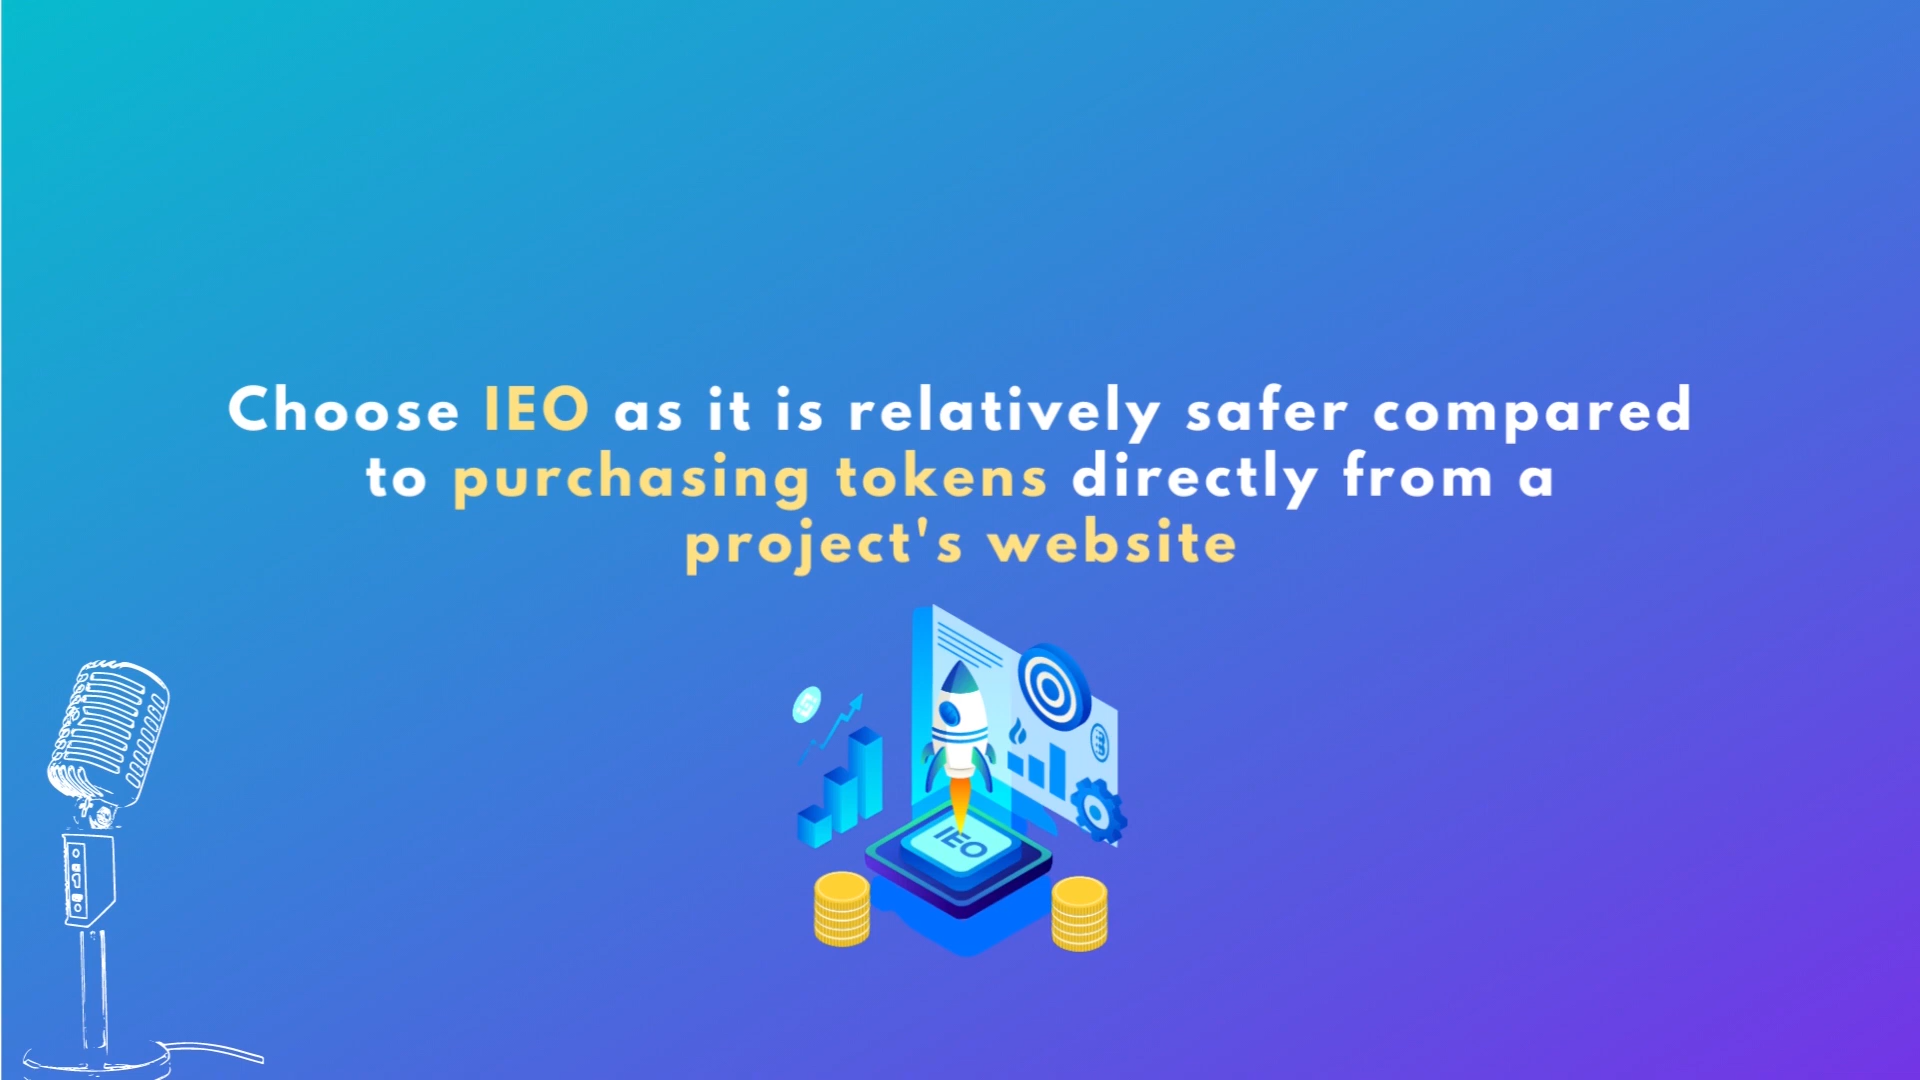 Choose IEO as it is relatively safer compared
to purchasing tokens directly from a
project's website
IEO